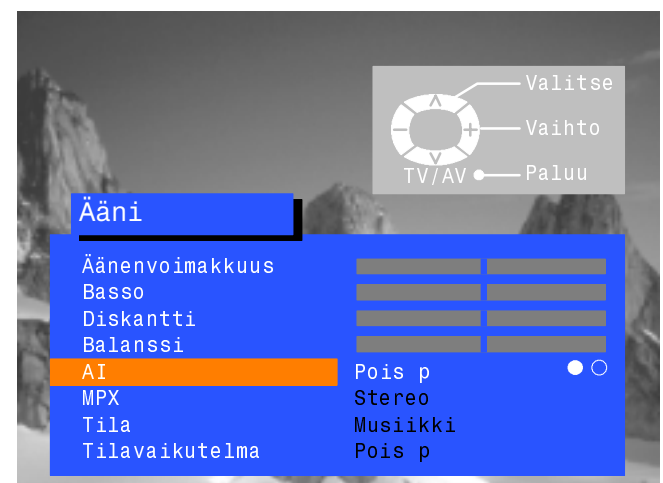 Valitse
Vaihto
TV/AV Paluu
Ääni
Äänenvoimakkuus
Basso
Diskantti
Balanssi
AI Pois p
MPX Stereo
Tila Musiikki
Tilavaikutelma Pois p